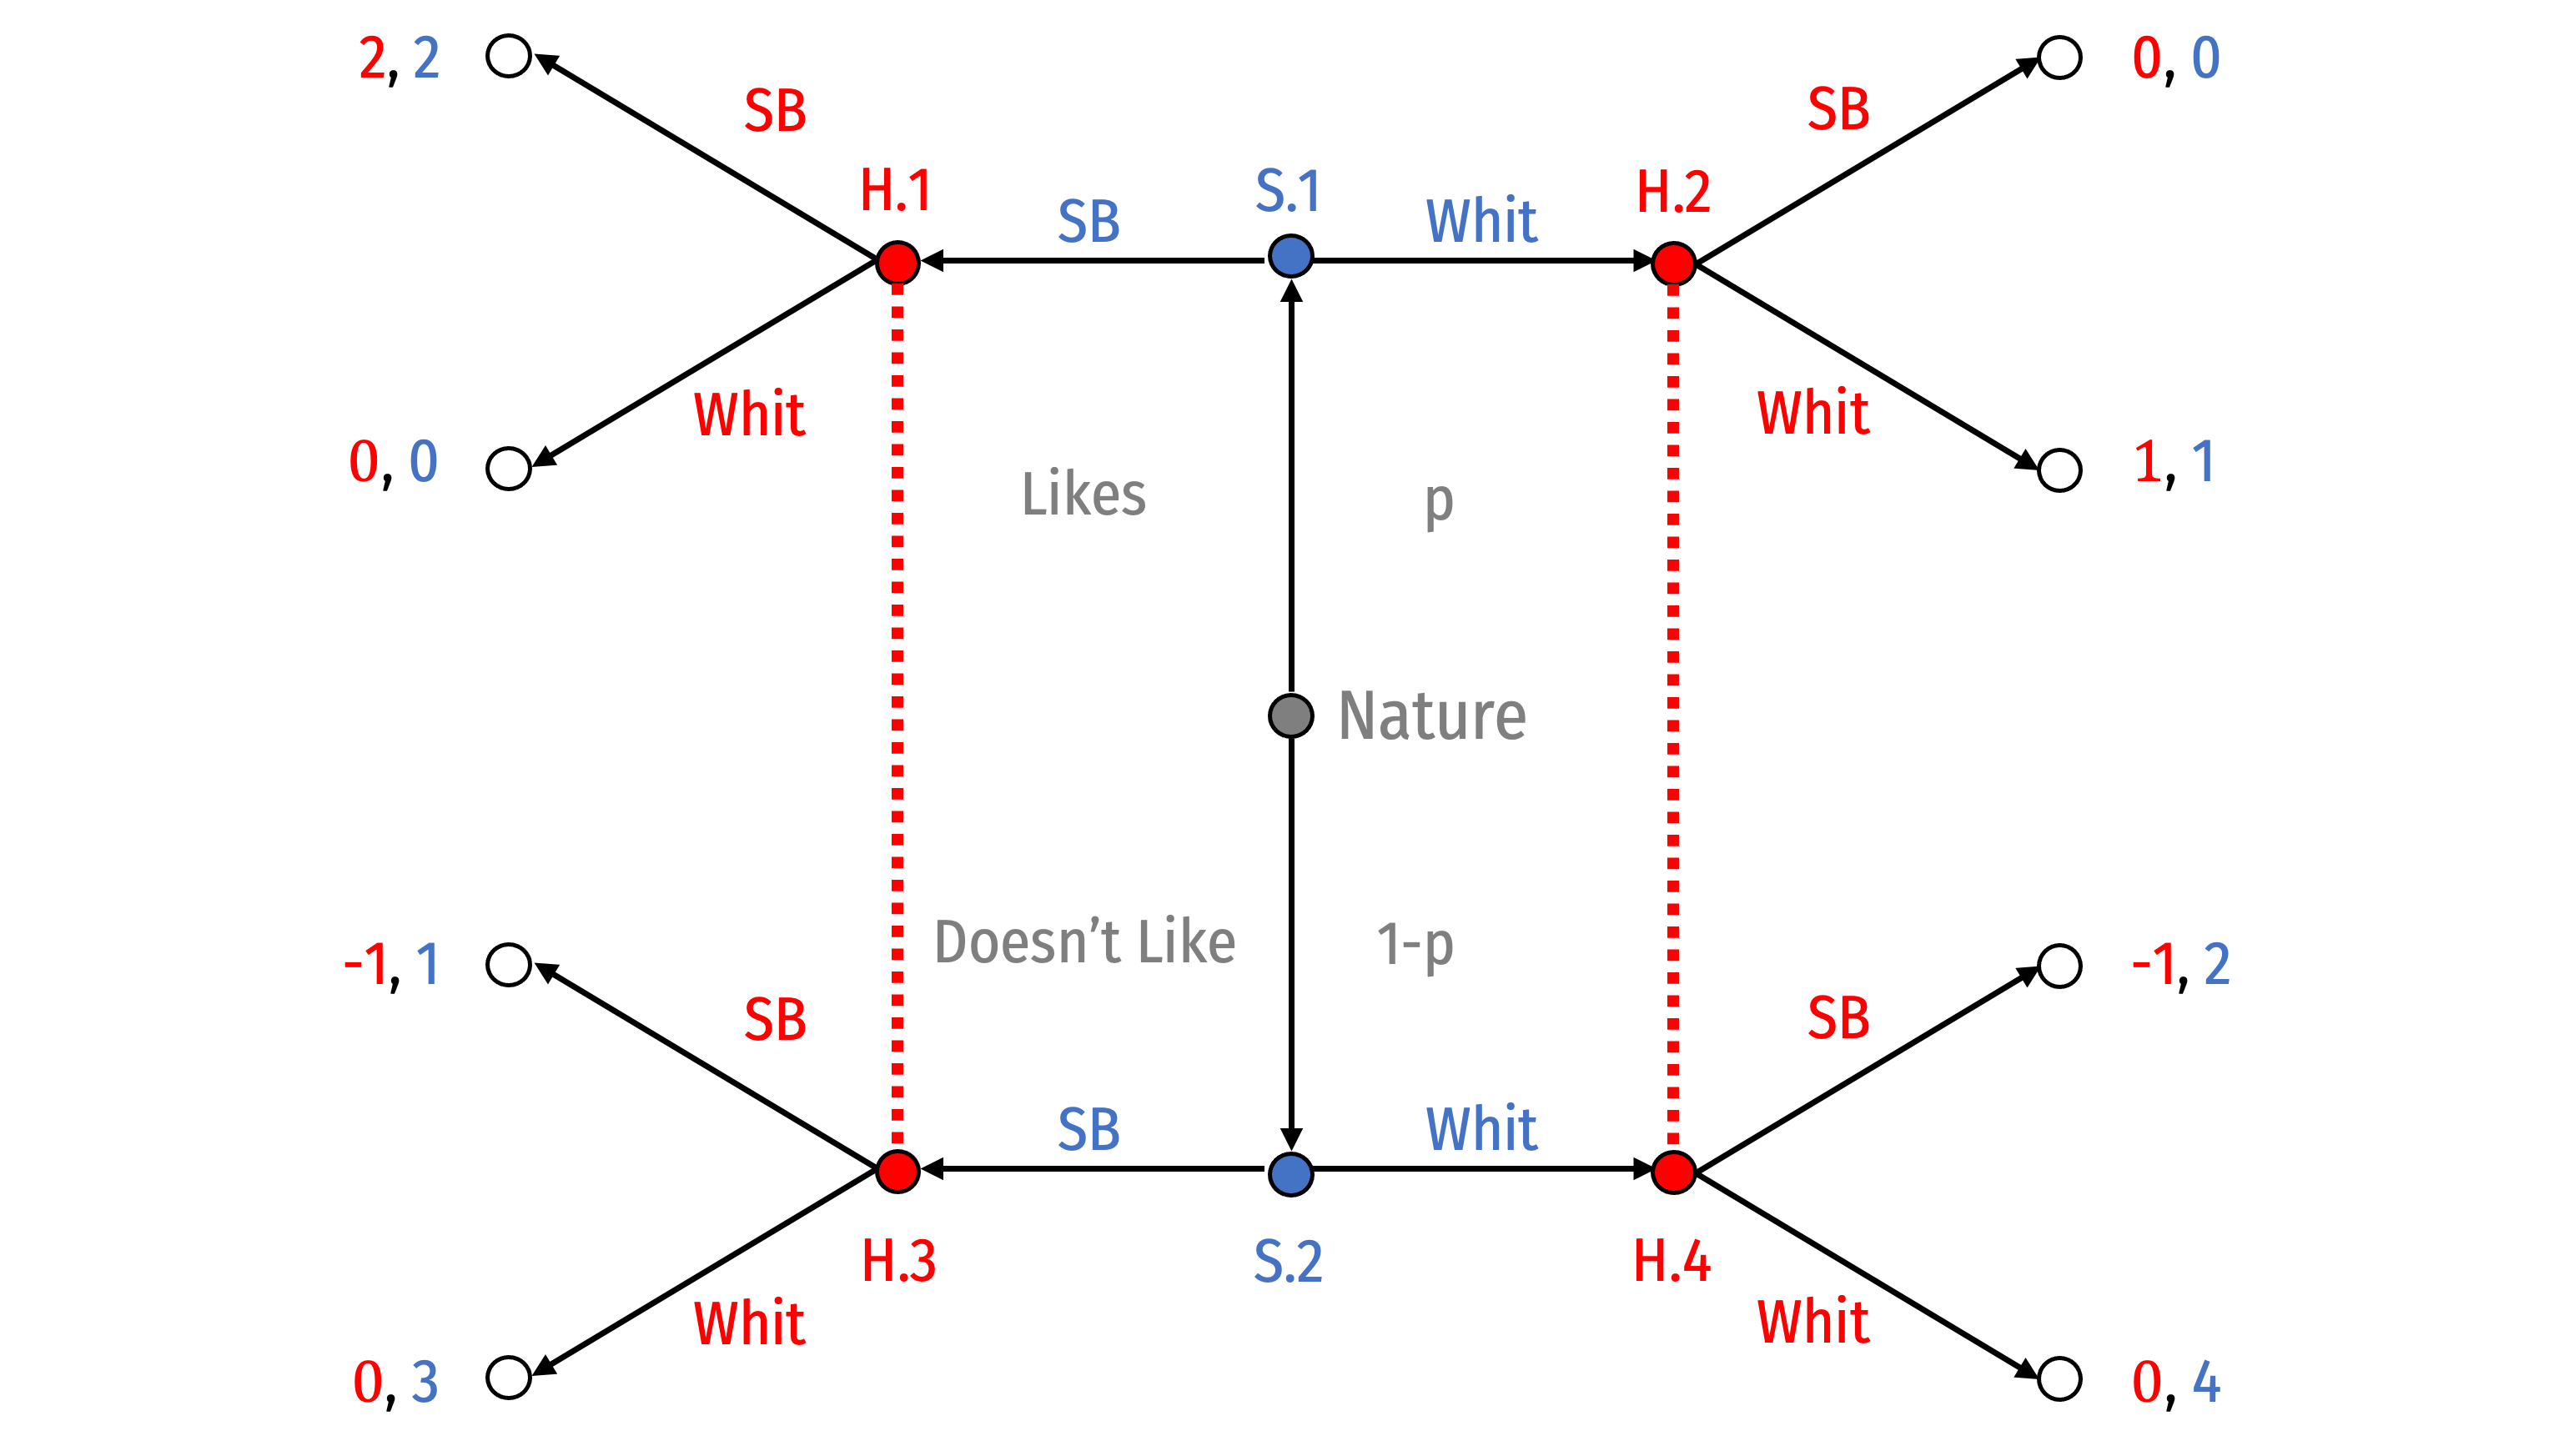 2, 2
0, 0
SB
SB
H.1
S.1
H.2
SB
Whit
Whit
Whit
0, 0
1, 1
Likes
p
Nature
Doesn’t Like
1-p
-1, 1
-1, 2
SB
SB
SB
Whit
H.3
S.2
H.4
Whit
Whit
0, 3
0, 4